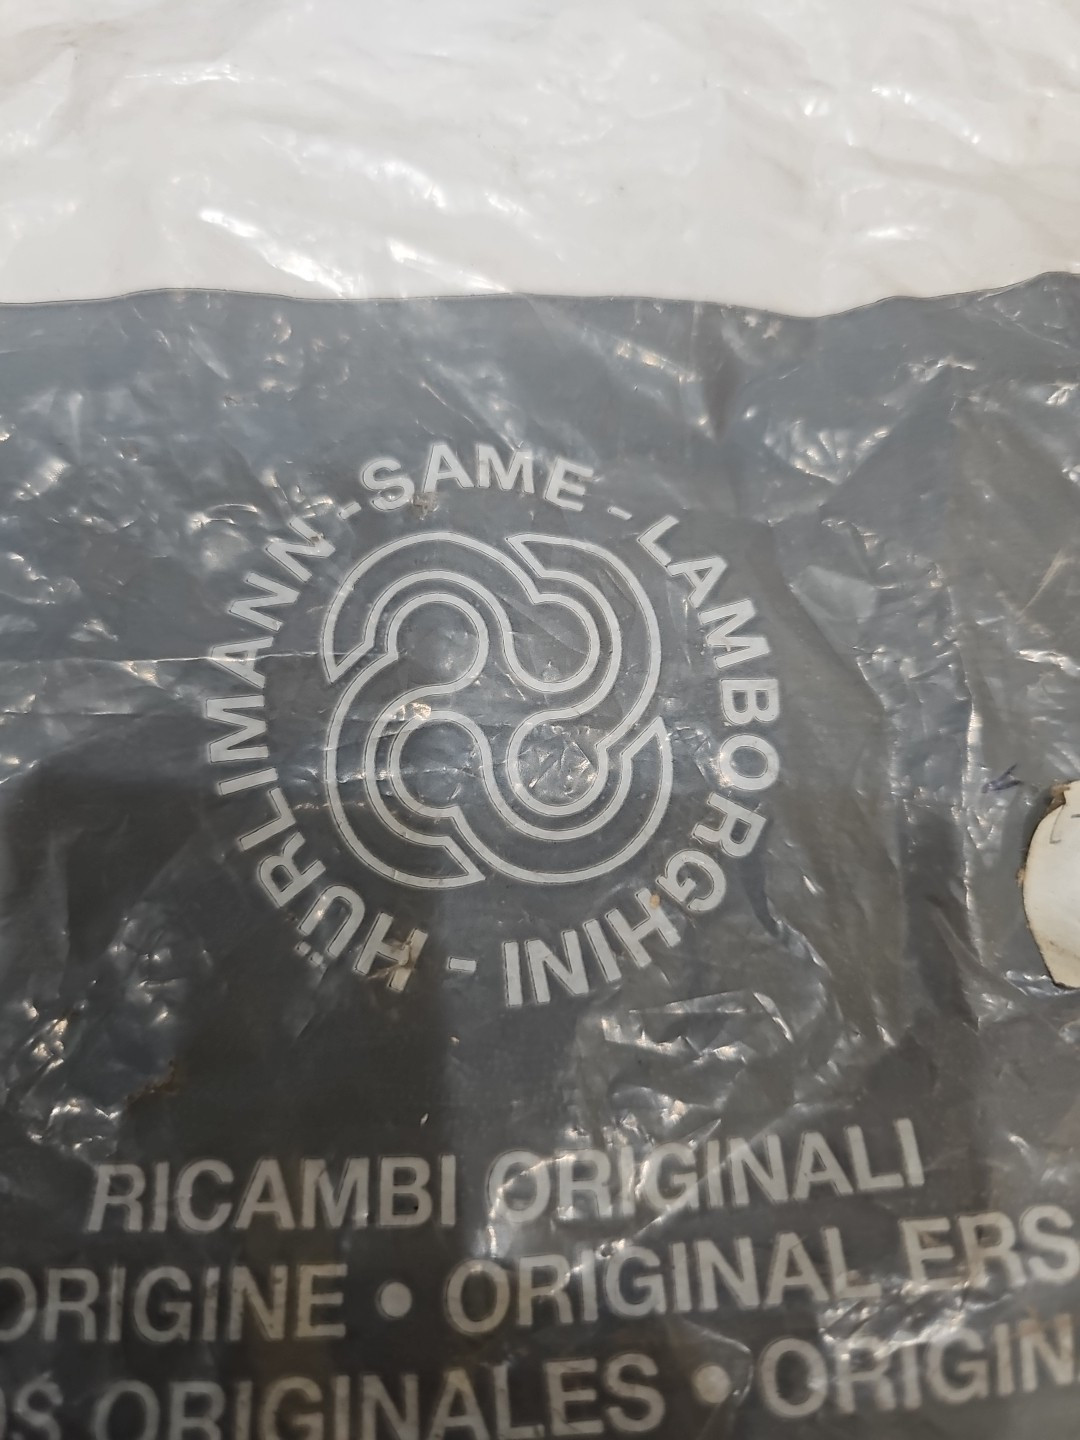 SAME - LAMBORGHINI - HÜRLIMANN -
RICAMBI ORIGINALI
ORIGINE • ORIGINAL ERS
OS ORIGINALES • ORIGIN